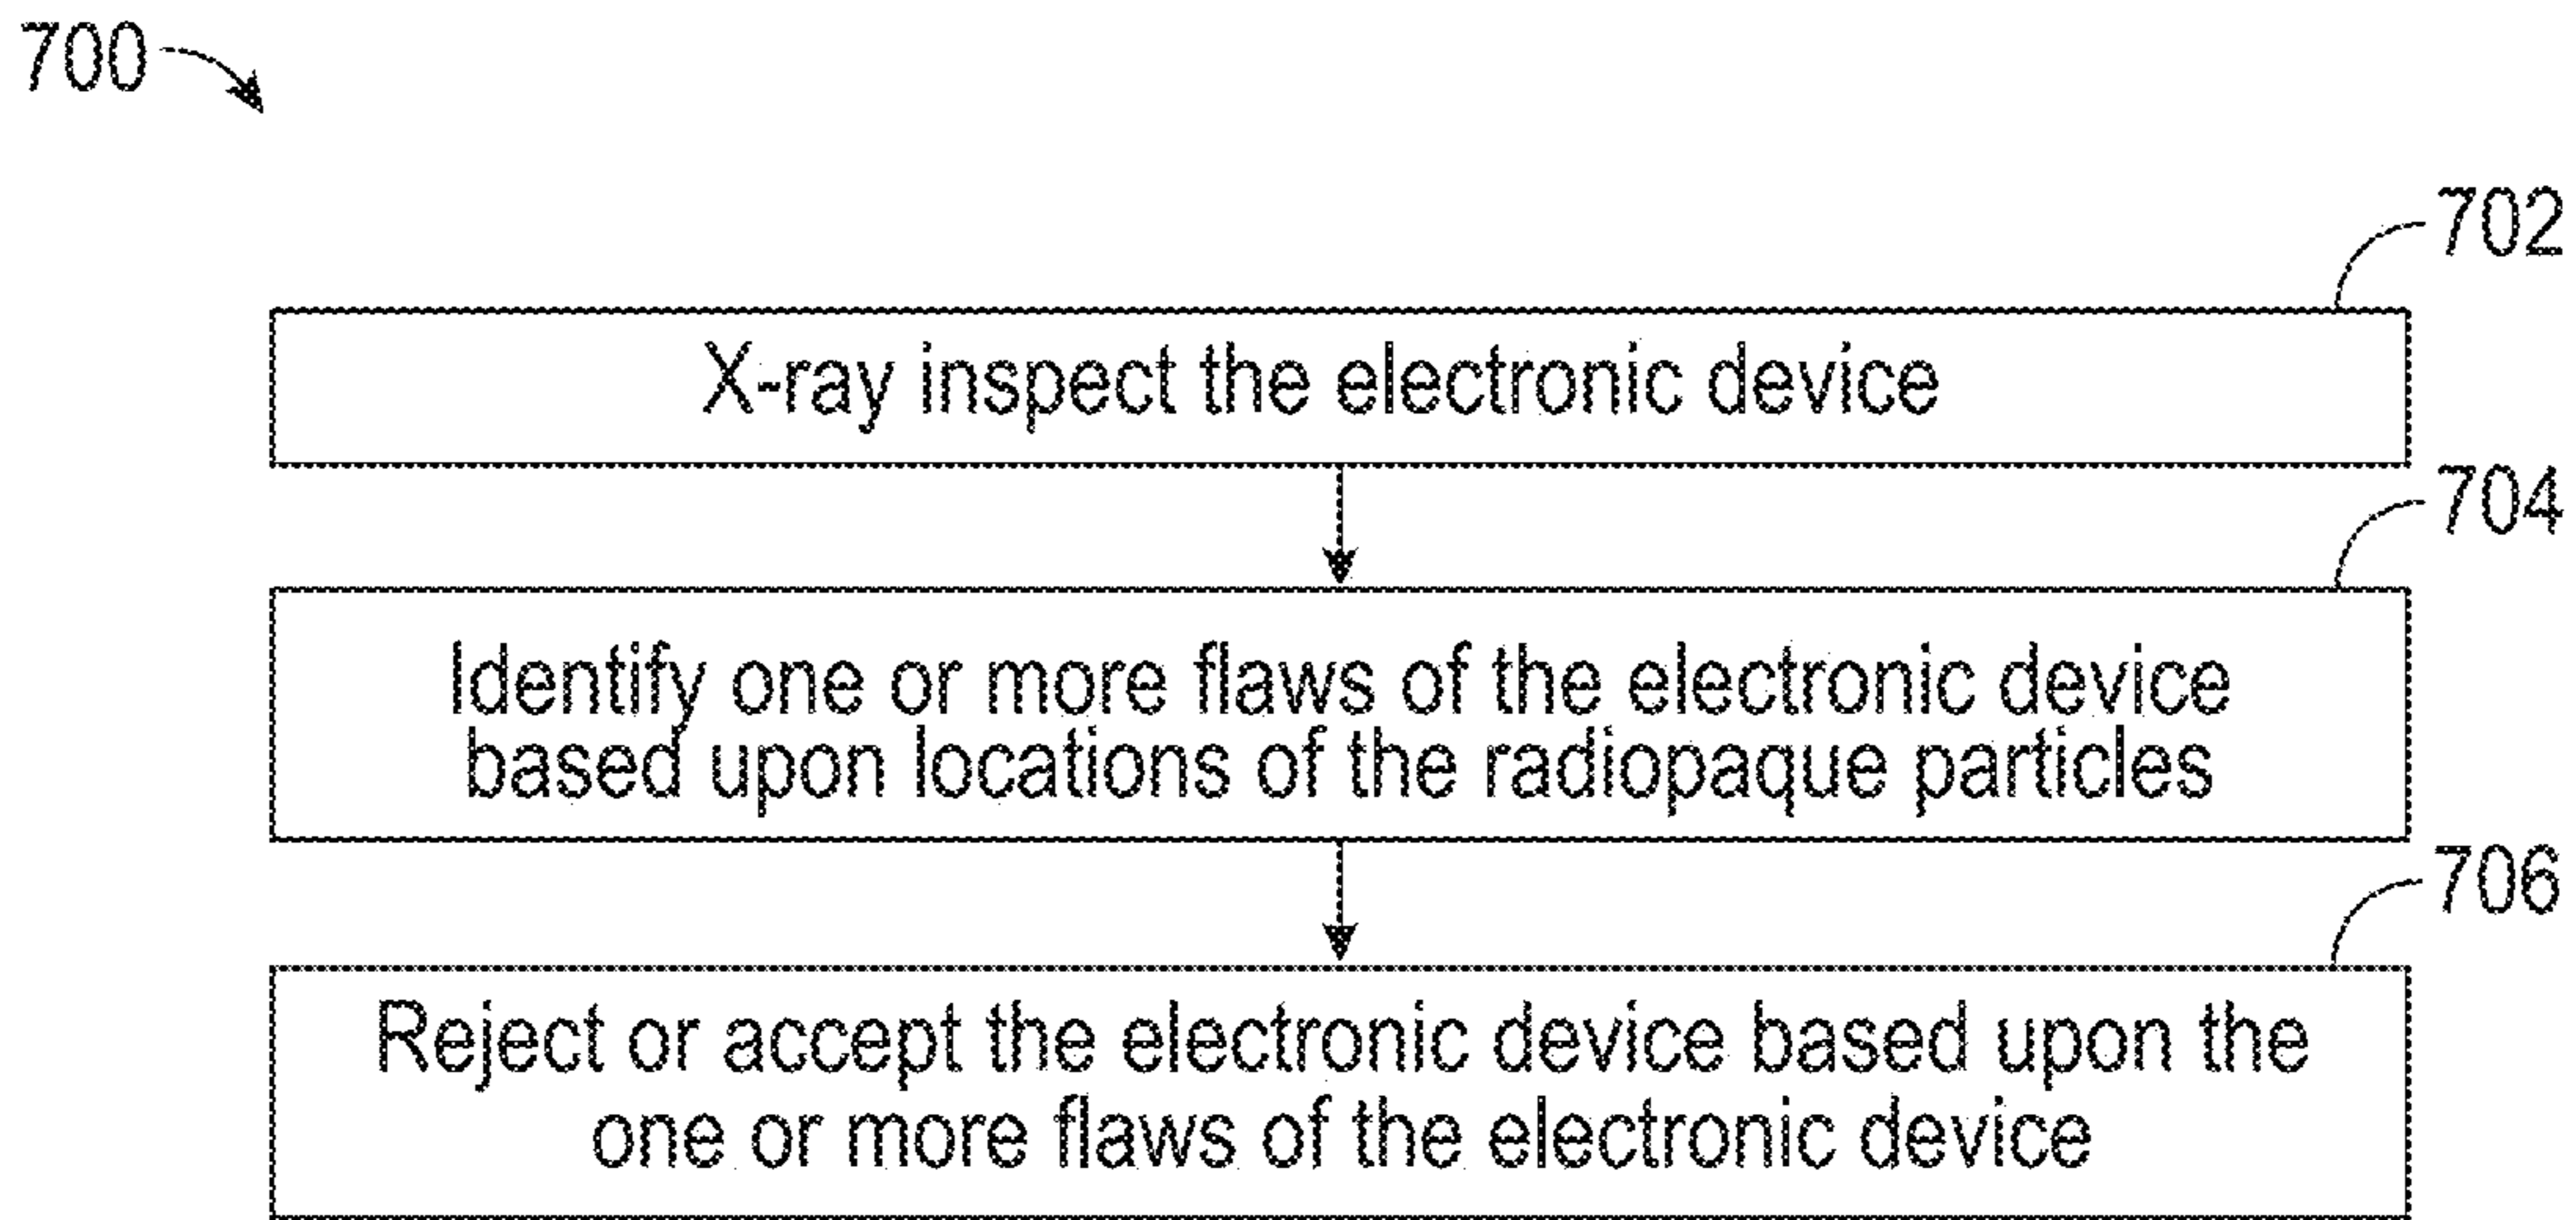 700
702
X-ray inspect the electronic device
704
Identify one or more flaws of the electronic device
based upon locations of the radiopaque particles
706
Reject or accept the electronic device based upon the
one or more flaws of the electronic device